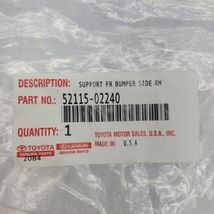 DESCRIPTION: SUPPORT FR BUMPER SIDE RH
PART NO.: 52115-02240
QUANTITY: 1
TOYOTA MOTOR SALES, U.S.A., INC.
MADE IN: U.S.A
TOYOTA LEXUS
GENUINE PARTS GENUINE PARTS
2084